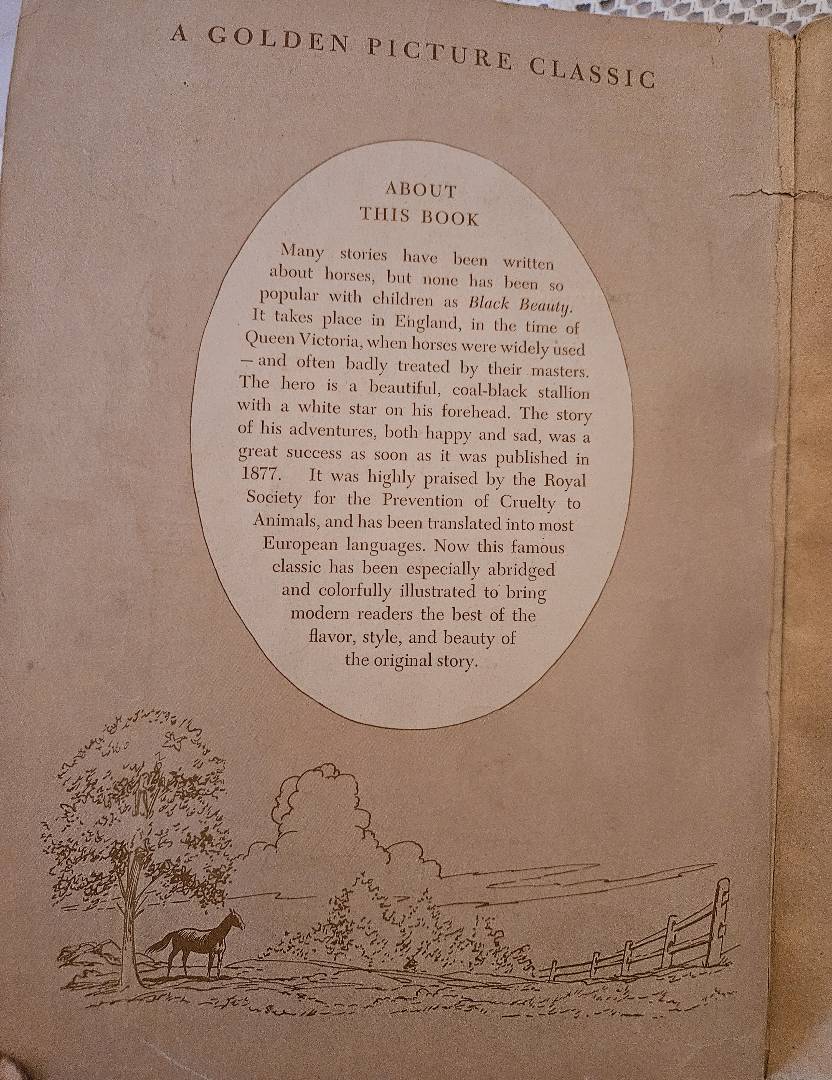 A GOLDEN PICTURE CLASSIC
ABOUT
THIS BOOK
Many stories have been written
about horses, but none has been so
popular with children as Black Beauty.
It takes place in England, in the time of
Queen Victoria, when horses were widely used
— and often badly treated by their masters.
The hero is a beautiful, coal-black stallion
with a white star on his forehead. The story
of his adventures, both happy and sad, was a
great success as soon as it was published in
1877. It was highly praised by the Royal
Society for the Prevention of Cruelty to
Animals, and has been translated into most
European languages. Now this famous
classic has been especially abridged
and colorfully illustrated to bring
modern readers the best of the
flavor, style, and beauty of
the original story.